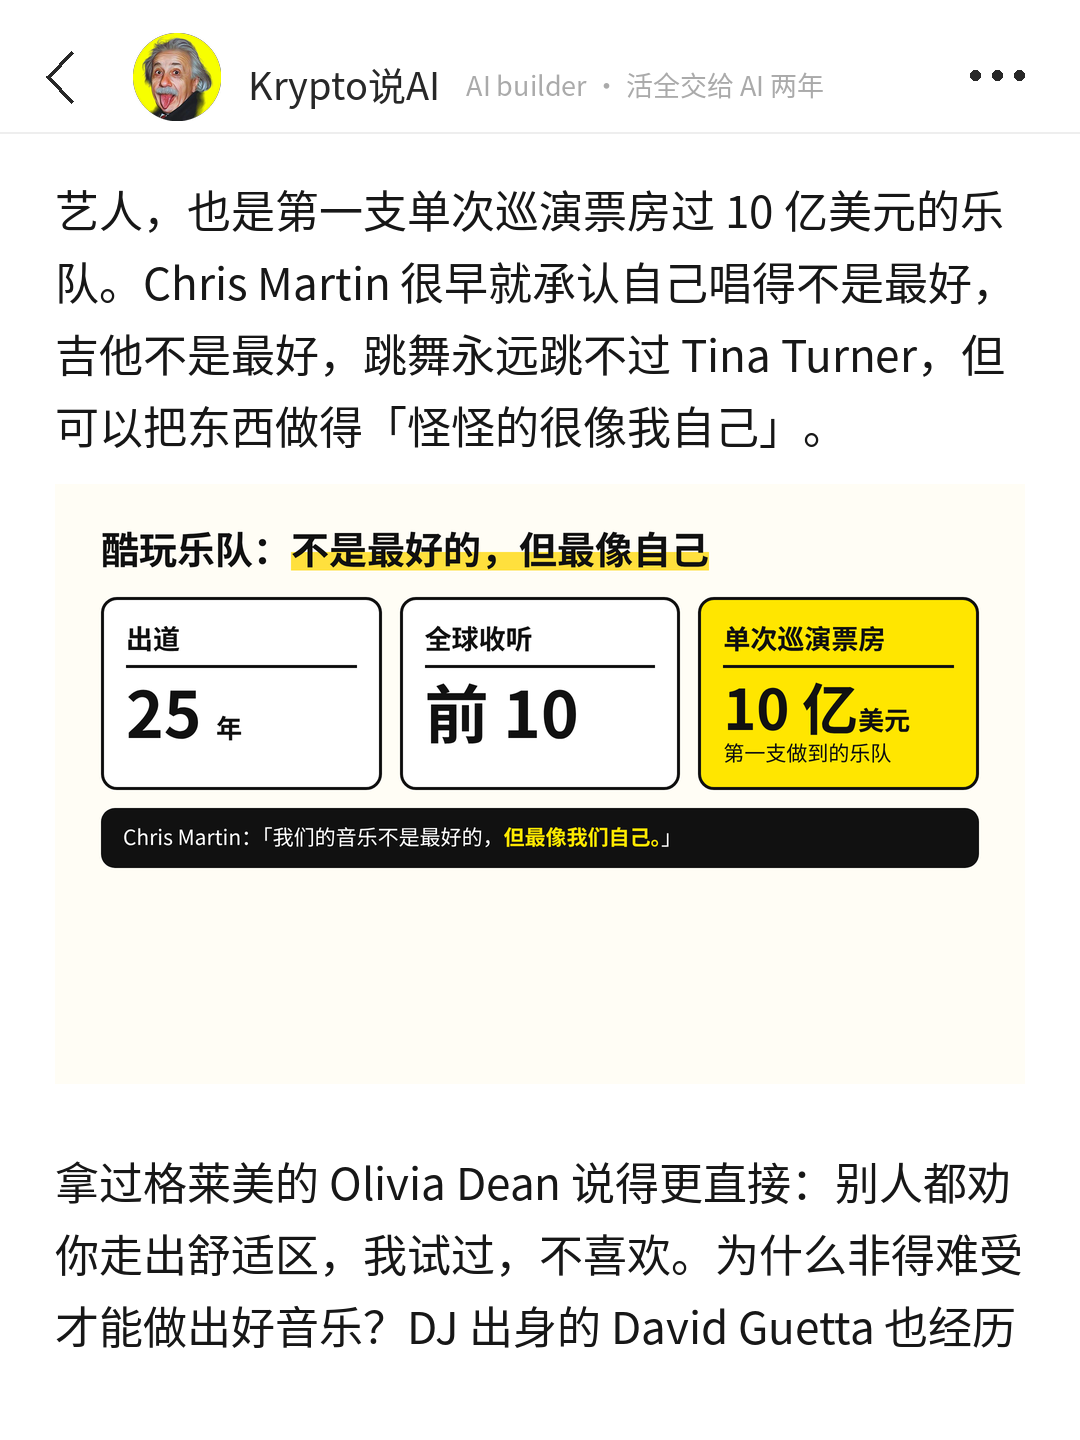 Krypto说AI AI builder · 活全交给 AI 两年
艺人，也是第一支单次巡演票房过 10 亿美元的乐
队。Chris Martin 很早就承认自己唱得不是最好，
吉他不是最好，跳舞永远跳不过 Tina Turner，但
可以把东西做得「怪怪的很像我自己」。
酷玩乐队：不是最好的，但最像自己
出道
25 年
全球收听
前 10
单次巡演票房
10 亿美元
第一支做到的乐队
Chris Martin：「我们的音乐不是最好的，但最像我们自己。」
拿过格莱美的 Olivia Dean 说得更直接：别人都劝
你走出舒适区，我试过，不喜欢。为什么非得难受
才能做出好音乐？DJ 出身的 David Guetta 也经历